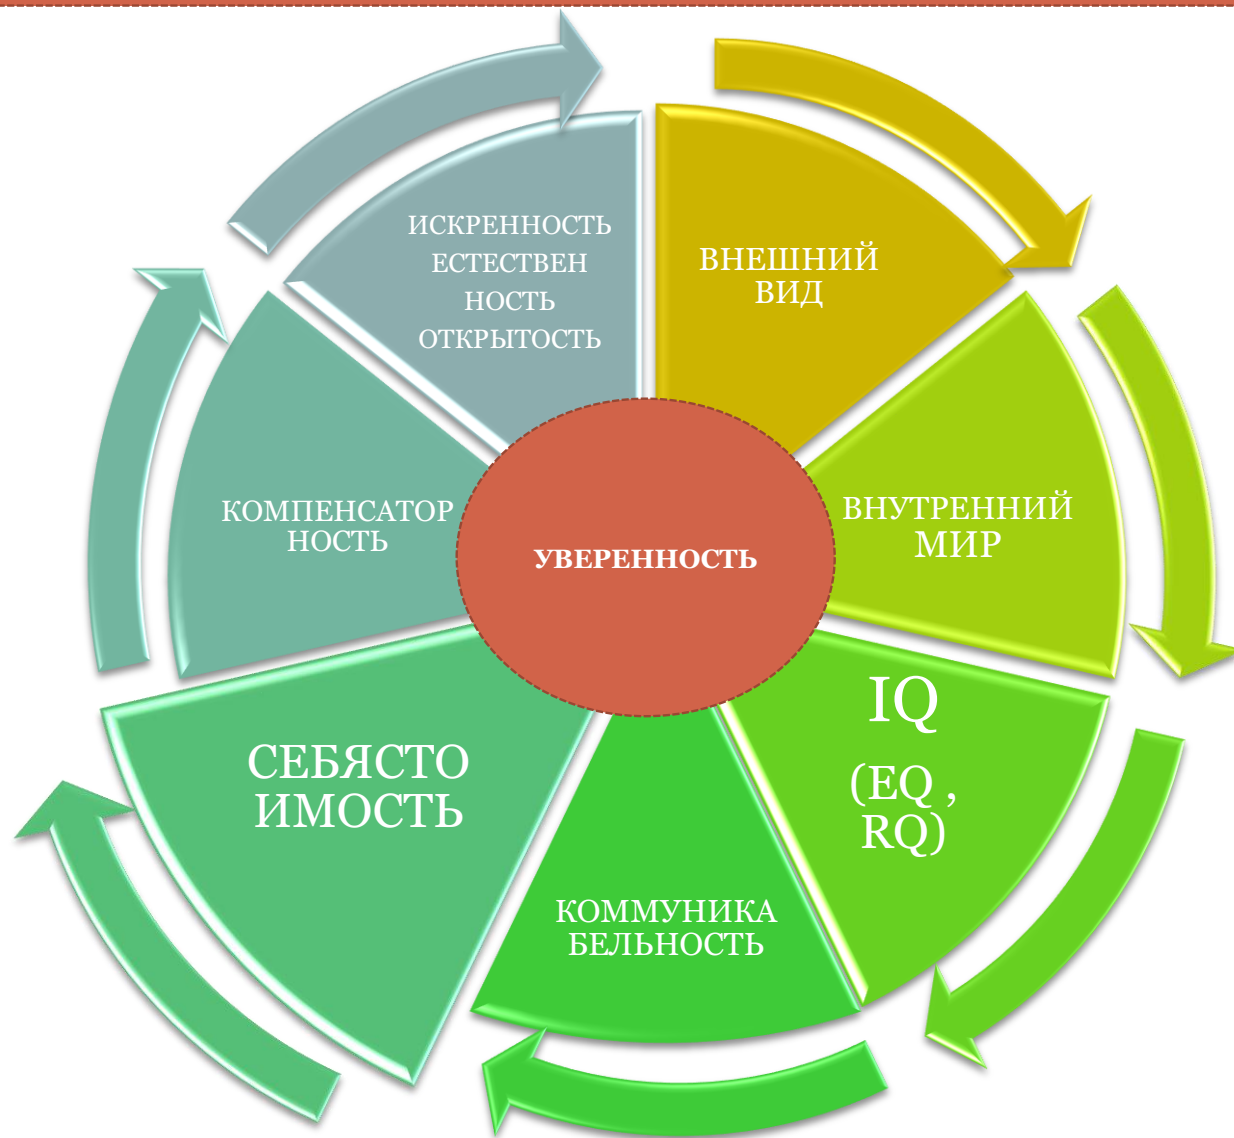 ВНЕШНИЙ
ВИД
ВНУТРЕННИЙ
МИР
IQ
(EQ ,
RQ)
КОММУНИКА
БЕЛЬНОСТЬ
СЕБЯСТО
ИМОСТЬ
КОМПЕНСАТОР
НОСТЬ
ИСКРЕННОСТЬ
ЕСТЕСТВЕН
НОСТЬ
ОТКРЫТОСТЬ
УВЕРЕННОСТЬ